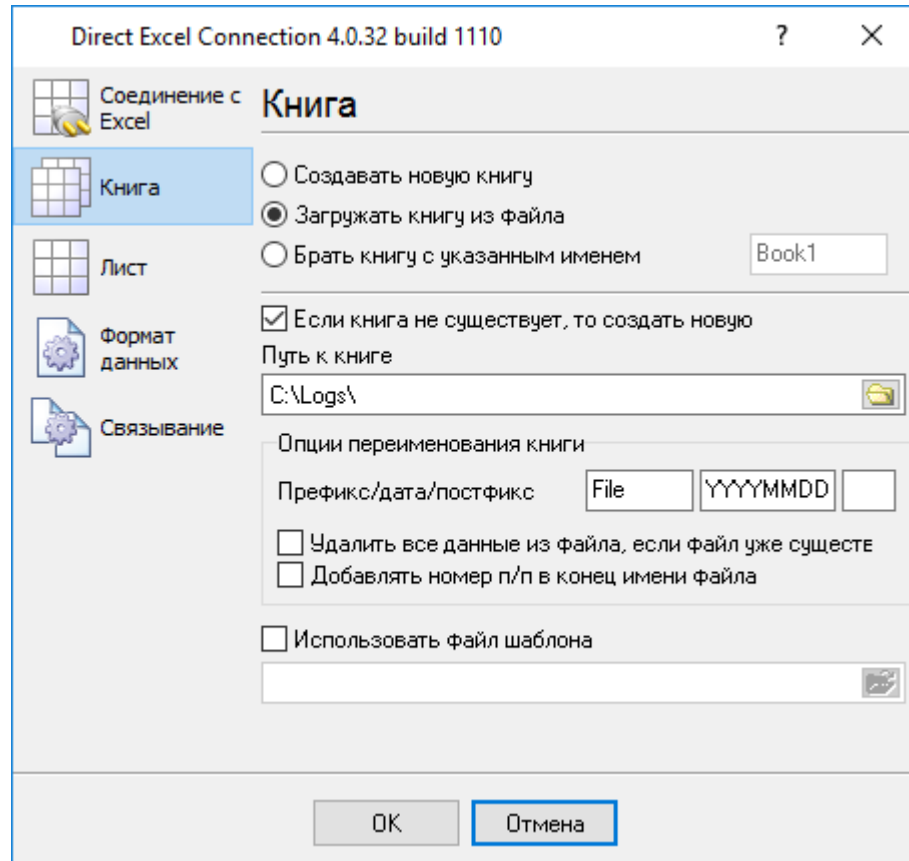 Direct Excel Connection 4.0.32 build 1110
?
Соединение с
Excel
Книга
Лист
Формат
данных
Связывание
Книга
Создавать новую книгу
Загружать книгу из файла
Брать книгу с указанным именем
Book1
Если книга не существует, то создать новую
Путь к книге
C:\Logs\
Опции переименования книги
Префикс/дата/постфикс
File
YYYYMMDD
Удалить все данные из файла, если файл уже существ
Добавлять номер п/п в конец имени файла
Использовать файл шаблона
OK
Отмена